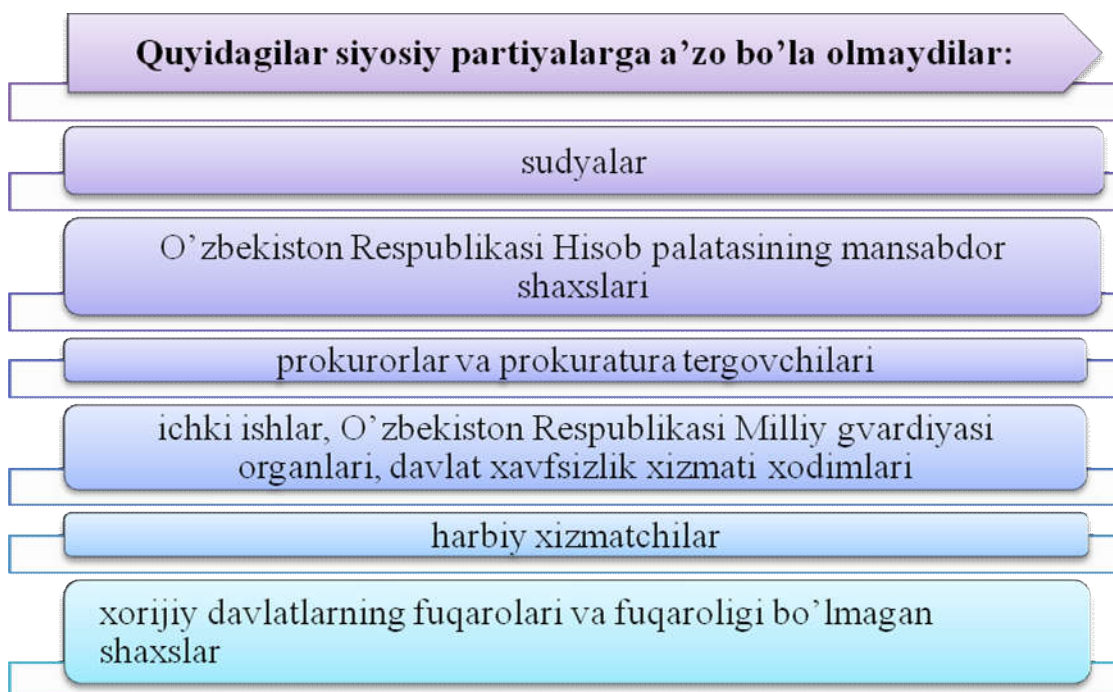 Quyidagilar siyosiy partiyalarga a’zo bo’la olmaydilar:
sudyalar
O’zbekiston Respublikasi Hisob palatasining mansabdor
shaxslari
prokurorlar va prokuratura tergovchilari
ichki ishlar, O’zbekiston Respublikasi Milliy gvardiyasi
organlari, davlat xavfsizlik xizmati xodimlari
harbiy xizmatchilar
xorijiy davlatlarning fuqarolari va fuqaroligi bo’lmagan
shaxslar